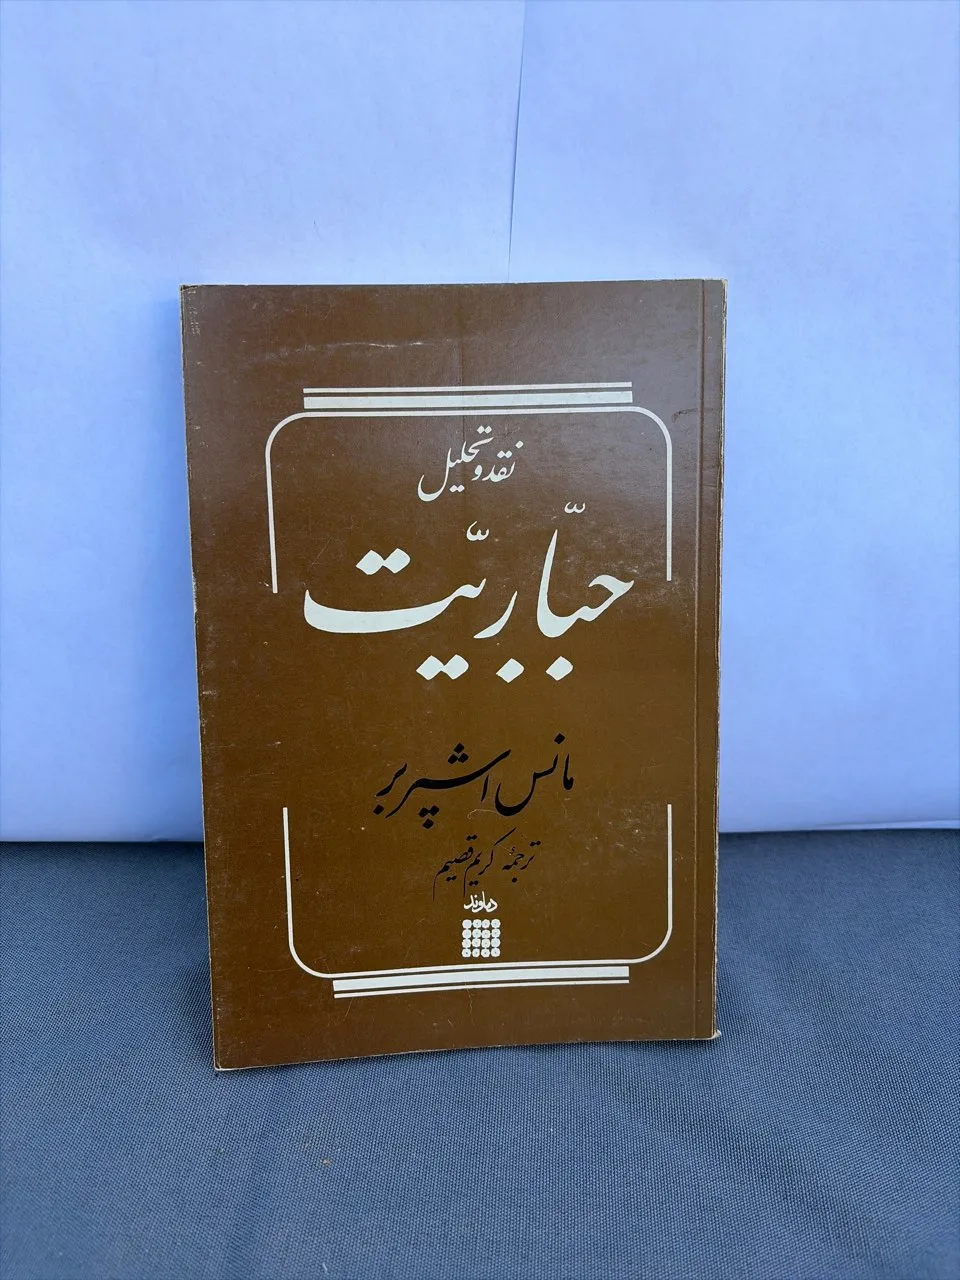 نقد و تحلیل
جبّاریّت
مانس اشپربر
ترجمهٔ کریم قصیم
دماوند